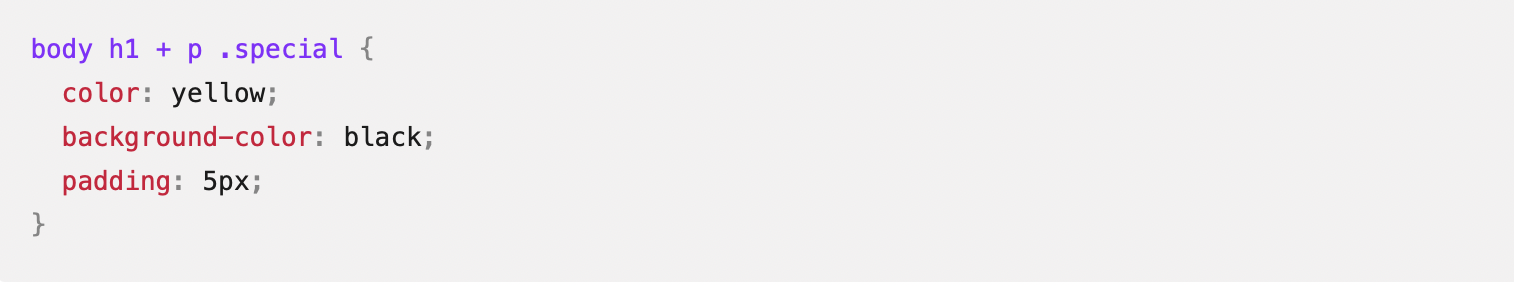 body h1 + p .special {
  color: yellow;
  background-color: black;
  padding: 5px;
}